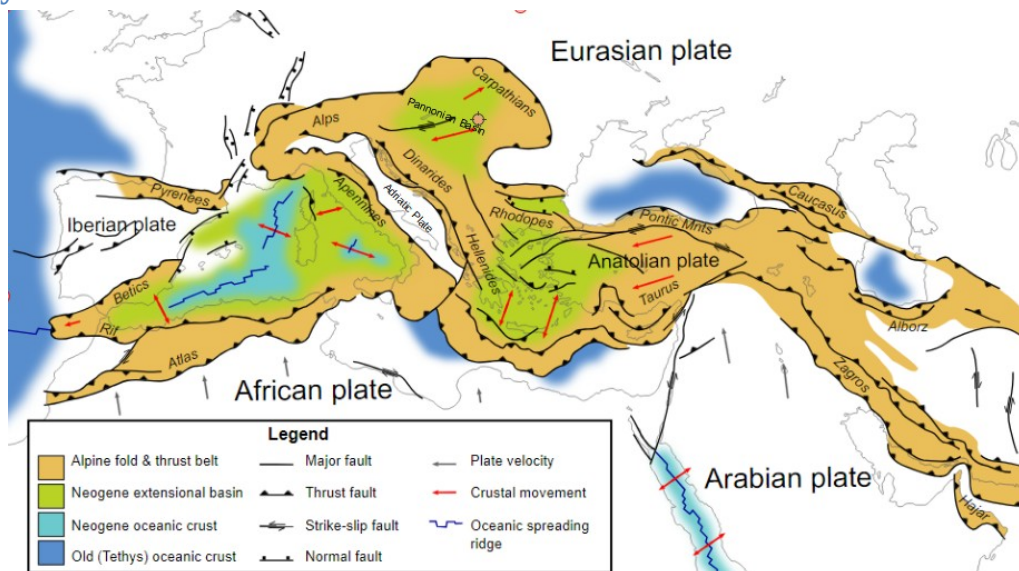 Eurasian plate
Carpathians
Pannonian Basin
Alps
Dinarides
Apennines
Adriatic Plate
Pyrenees
Iberian plate
Caucasus
Rhodopes
Pontic Mnts
Hellenides
Anatolian plate
Taurus
Betics
Rif
Atlas
Alborz
Zagros
African plate
Arabian plate
Hajar
Legend
Alpine fold & thrust belt
Major fault
Plate velocity
Neogene extensional basin
Thrust fault
Crustal movement
Neogene oceanic crust
Strike-slip fault
Oceanic spreading
ridge
Old (Tethys) oceanic crust
Normal fault